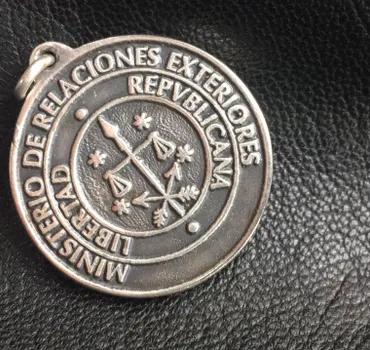 MINISTERIO DE RELACIONES EXTERIORES
LIBERTAD
REPVBLICANA